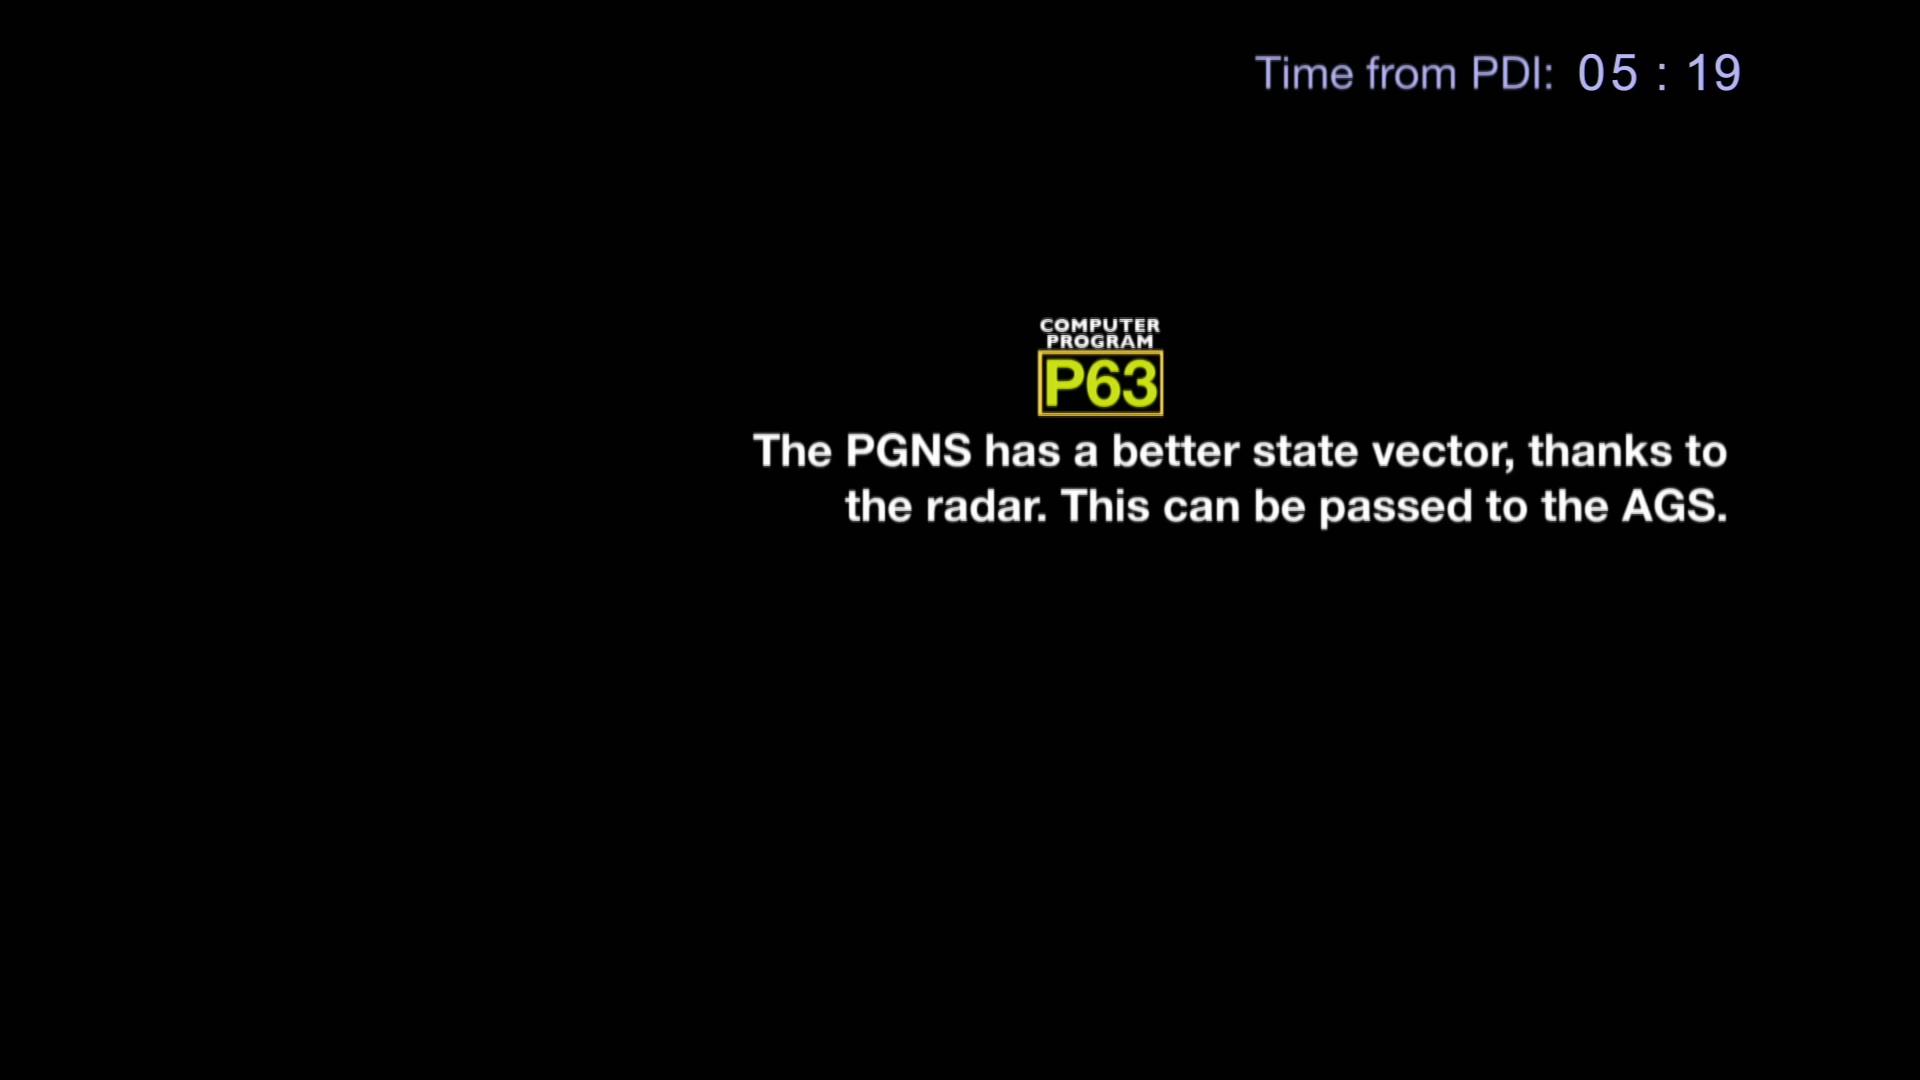 Time from PDI: 05 : 19
COMPUTER
PROGRAM
P63
The PGNS has a better state vector, thanks to
the radar. This can be passed to the AGS.